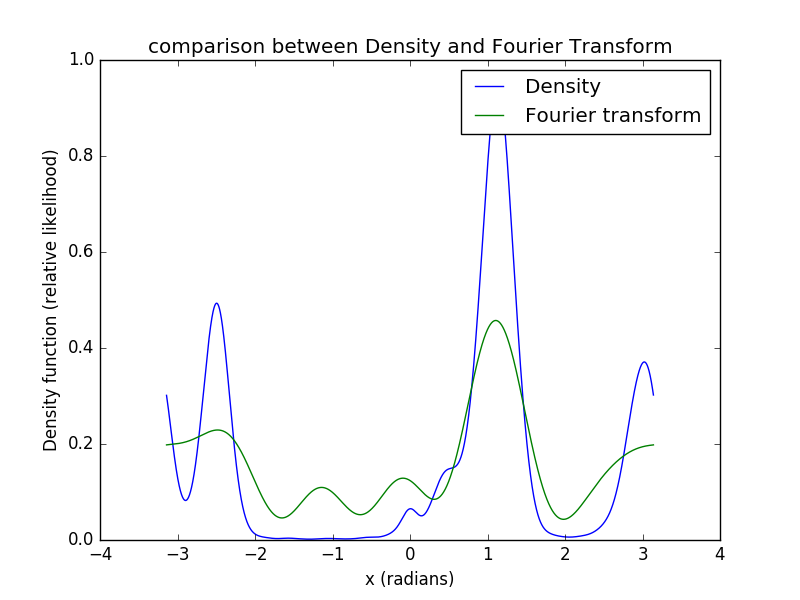 comparison between Density and Fourier Transform
Density
Fourier transform
Density function (relative likelihood)
1.0
0.8
0.6
0.4
0.2
0.0
−4 −3 −2 −1 0 1 2 3 4
x (radians)